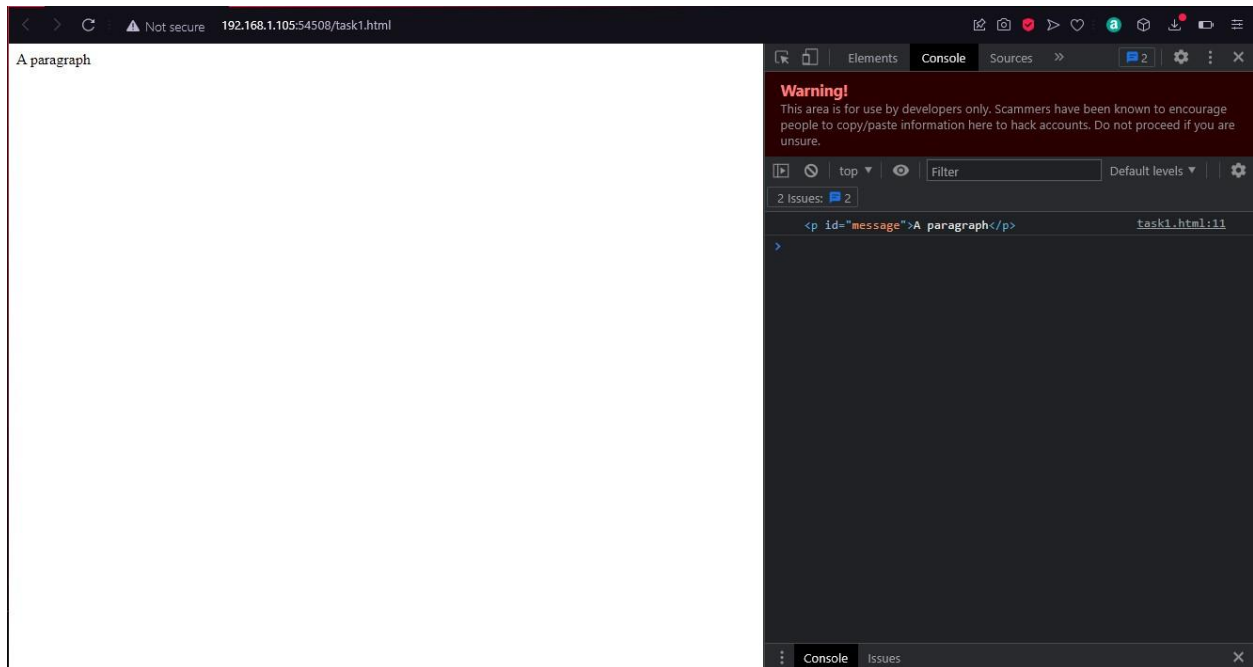 Not secure 192.168.1.105:54508/task1.html
a
A paragraph
Elements Console Sources » 2
Warning!
This area is for use by developers only. Scammers have been known to encourage
people to copy/paste information here to hack accounts. Do not proceed if you are
unsure.
top Filter Default levels
2 Issues: 2
<p id="message">A paragraph</p> task1.html:11
>
Console Issues